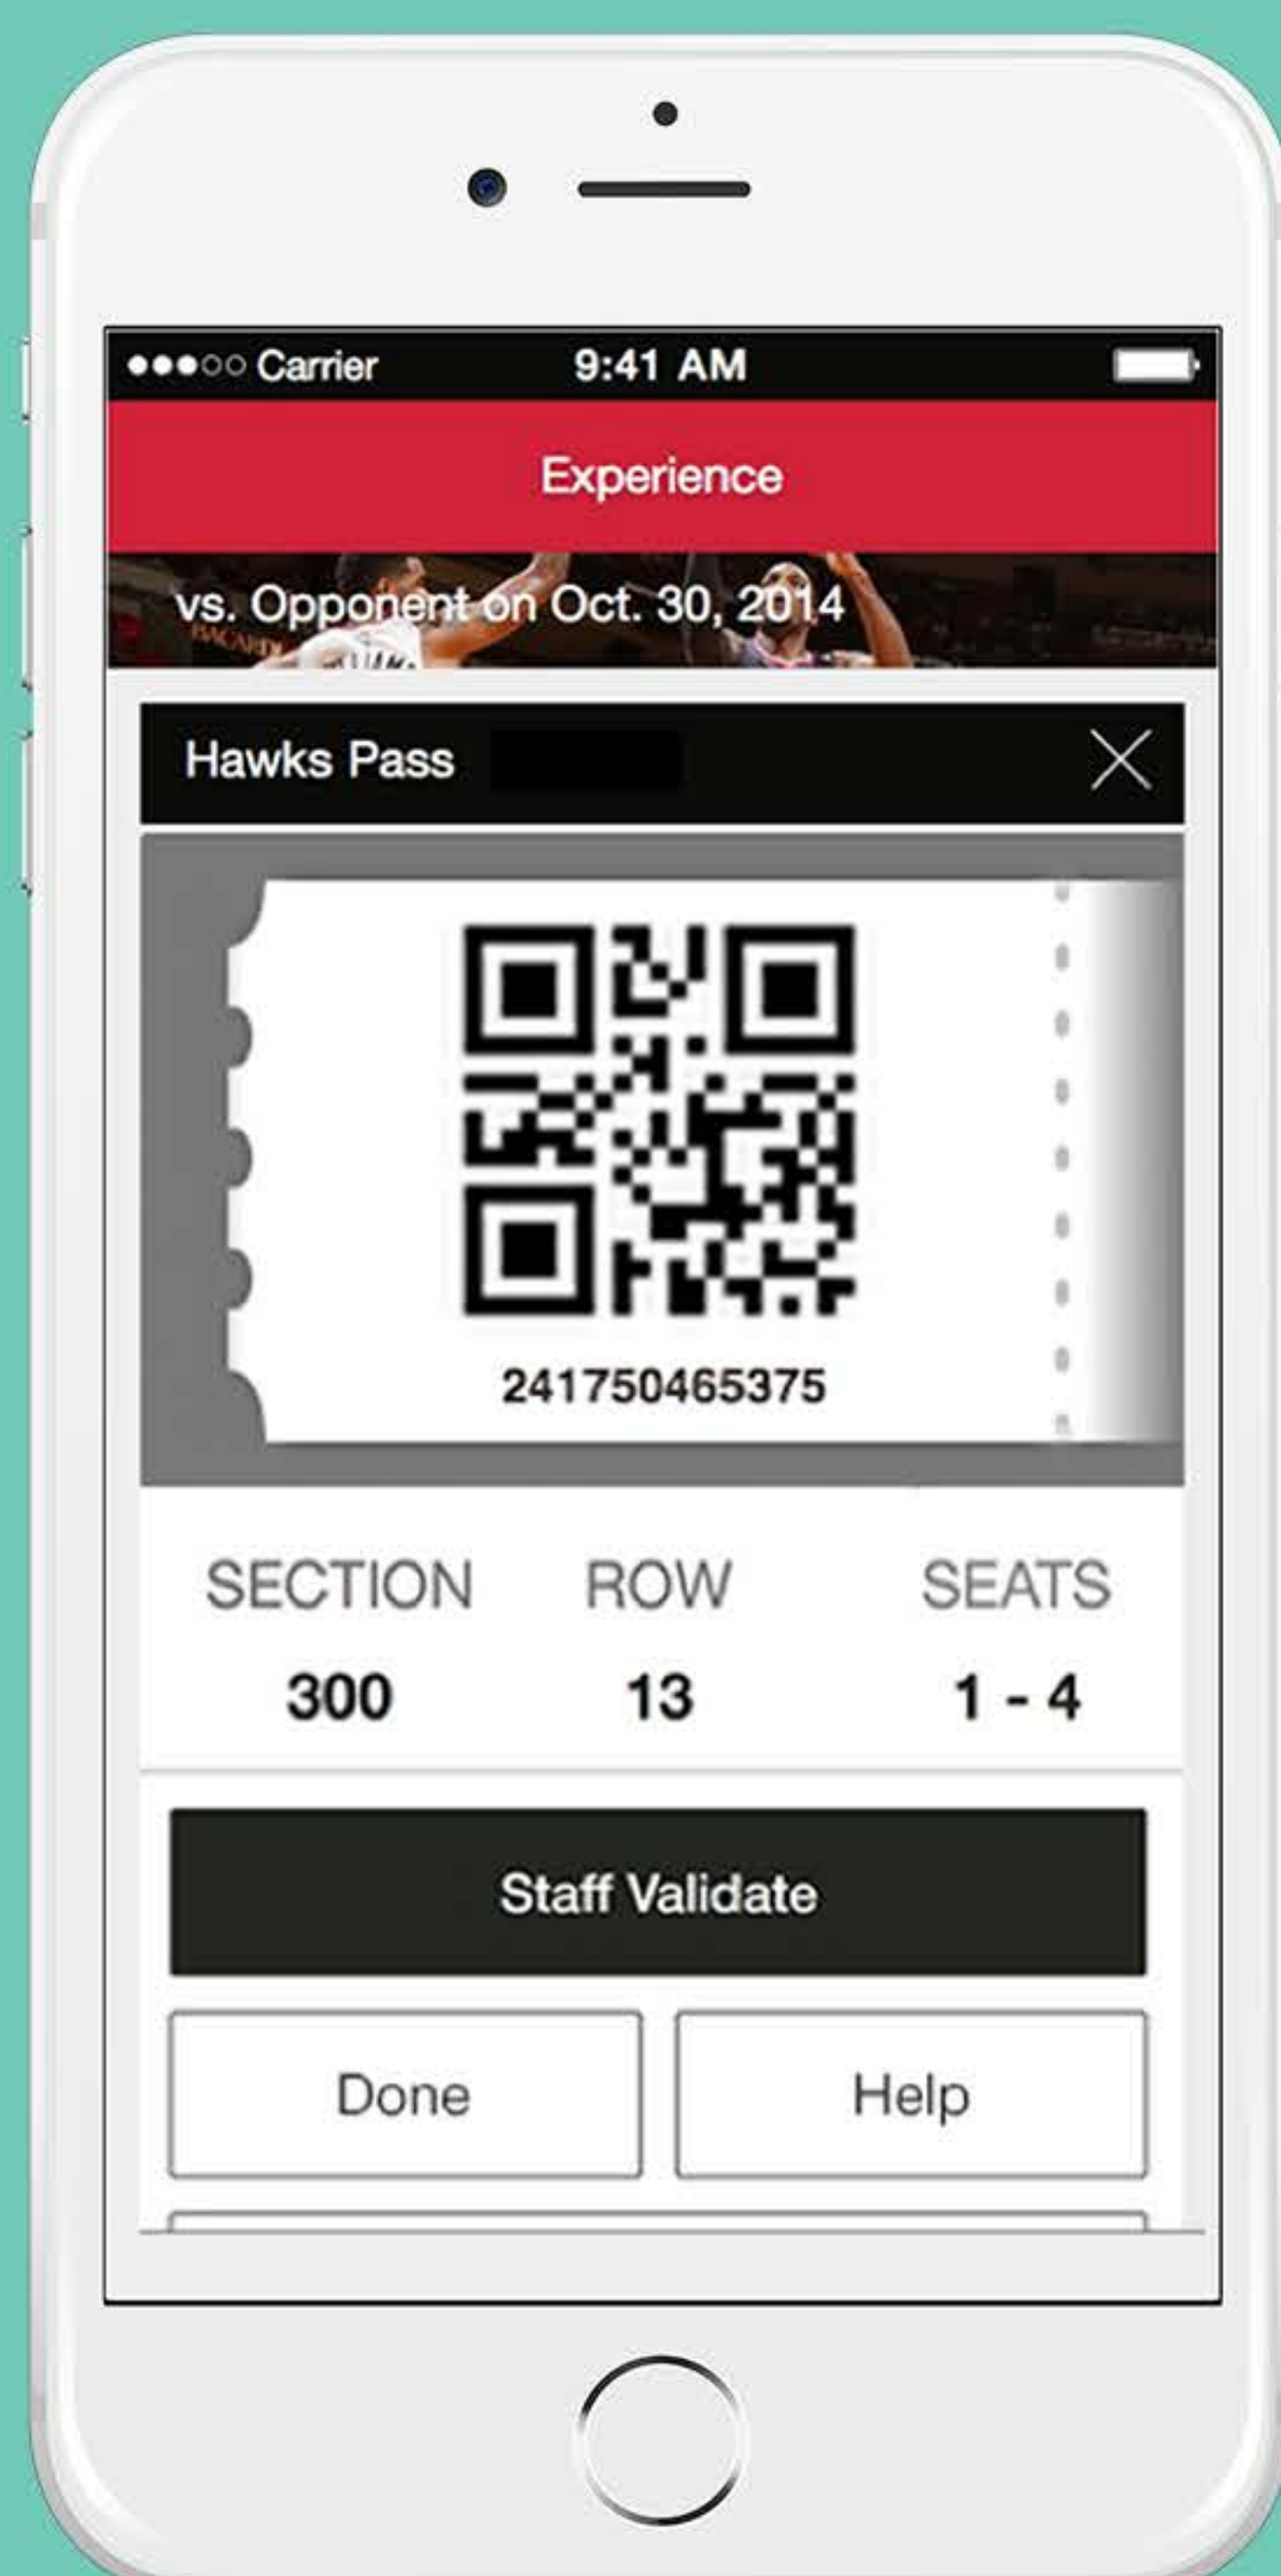 Carrier 9:41 AM
Experience
vs. Opponent on Oct. 30, 2014
BACARDI
Hawks Pass
241750465375
SECTION ROW SEATS
300 13 1 - 4
Staff Validate
Done Help